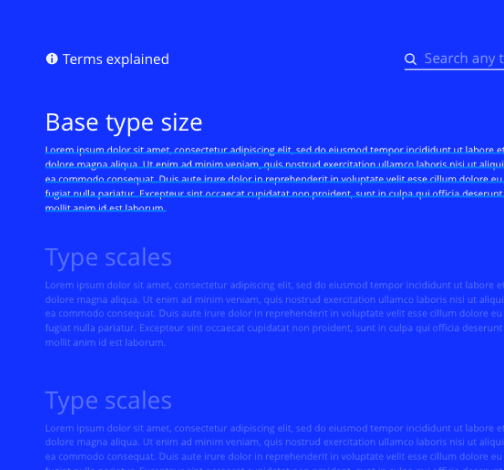 Terms explained
Search any t
Base type size
Lorem ipsum dolor sit amet, consectetur adipiscing elit, sed do eiusmod tempor incididunt ut labore et
dolore magna aliqua. Ut enim ad minim veniam, quis nostrud exercitation ullamco laboris nisi ut aliqui
ea commodo consequat. Duis aute irure dolor in reprehenderit in voluptate velit esse cillum dolore eu
fugiat nulla pariatur. Excepteur sint occaecat cupidatat non proident, sunt in culpa qui officia deserunt
mollit anim id est laborum.
Type scales
Lorem ipsum dolor sit amet, consectetur adipiscing elit, sed do eiusmod tempor incididunt ut labore et
dolore magna aliqua. Ut enim ad minim veniam, quis nostrud exercitation ullamco laboris nisi ut aliqui
ea commodo consequat. Duis aute irure dolor in reprehenderit in voluptate velit esse cillum dolore eu
fugiat nulla pariatur. Excepteur sint occaecat cupidatat non proident, sunt in culpa qui officia deserunt
mollit anim id est laborum.
Type scales
Lorem ipsum dolor sit amet, consectetur adipiscing elit, sed do eiusmod tempor incididunt ut labore et
dolore magna aliqua. Ut enim ad minim veniam, quis nostrud exercitation ullamco laboris nisi ut aliqui
ea commodo consequat. Duis aute irure dolor in reprehenderit in voluptate velit esse cillum dolore eu